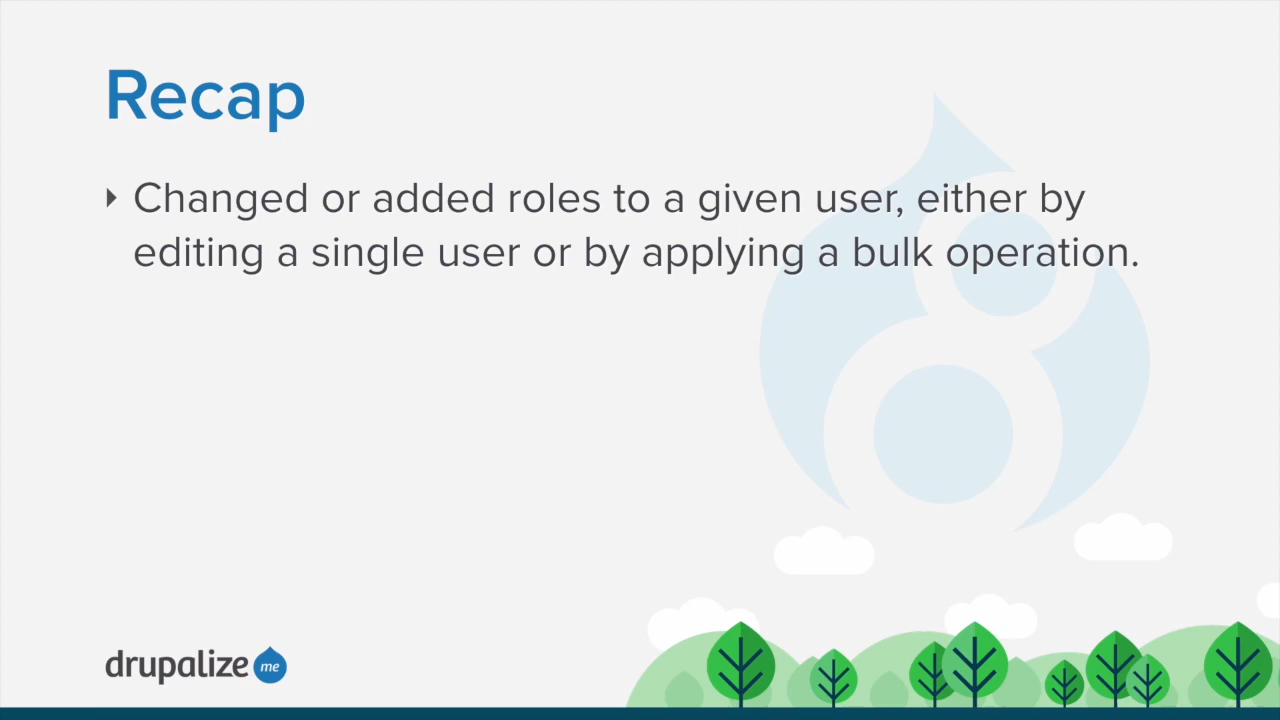 Recap
Changed or added roles to a given user, either by
editing a single user or by applying a bulk operation.
drupalize me